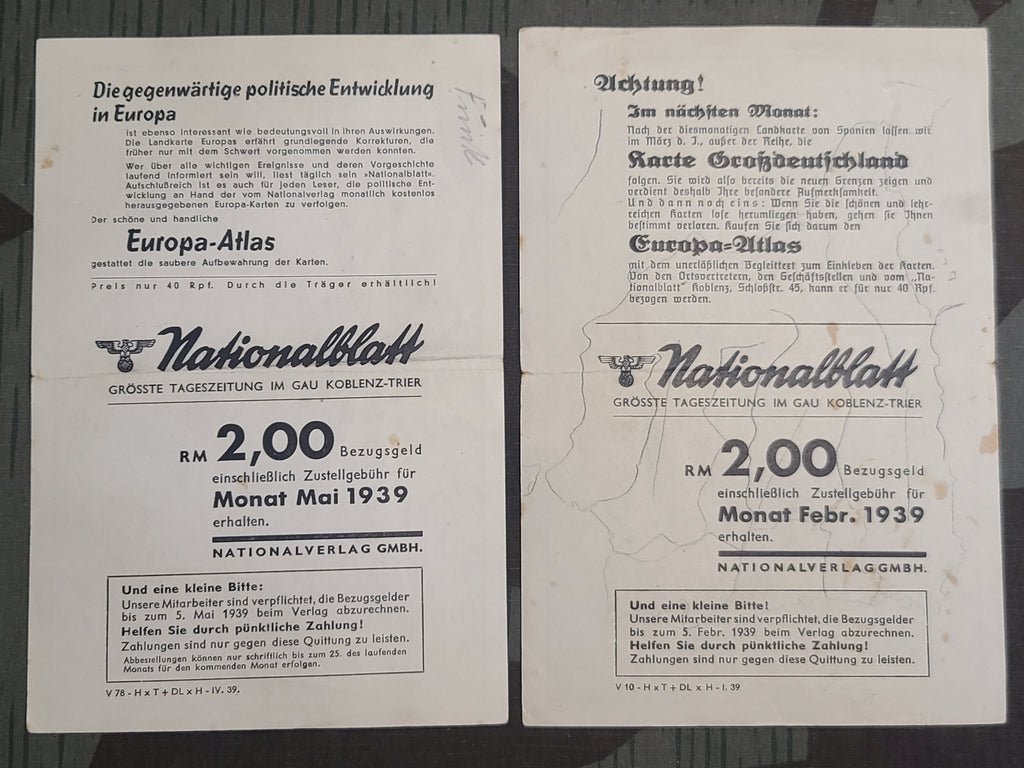 Die gegenwärtige politische Entwicklung
in Europa
ist ebenso interessant wie bedeutungsvoll in ihren Auswirkungen.
Die Landkarte Europas erfährt grundlegende Korrekturen, die
früher nur mit dem Schwert vorgenommen werden konnten.
Wer über alle wichtigen Ereignisse und deren Vorgeschichte
laufend informiert sein will, liest täglich sein »Nationalblatt«.
Aufschlußreich ist es auch für jeden Leser, die politische Ent-
wicklung an Hand der vom Nationalverlag monatlich kostenlos
herausgegebenen Europa-Karten zu verfolgen.
Der schöne und handliche
Europa-Atlas
gestattet die saubere Aufbewahrung der Karten.
Preis nur 40 Rpf. Durch die Träger erhältlich!
Nationalblatt
GRÖSSTE TAGESZEITUNG IM GAU KOBLENZ-TRIER
RM 2,00 Bezugsgeld
einschließlich Zustellgebühr für
Monat Mai 1939
erhalten.
NATIONALVERLAG GMBH.
Und eine kleine Bitte:
Unsere Mitarbeiter sind verpflichtet, die Bezugsgelder
bis zum 5. Mai 1939 beim Verlag abzurechnen.
Helfen Sie durch pünktliche Zahlung!
Zahlungen sind nur gegen diese Quittung zu leisten.
Abbestellungen können nur schriftlich bis zum 25. des laufenden
Monats für den kommenden Monat erfolgen.
V 78 - H x T + DL x H - IV. 39.
Achtung!
Im nächsten Monat:
Nach der diesmonatigen Landkarte von Spanien lassen wir
im März d. J., außer der Reihe, die
Karte Großdeutschland
folgen. Sie wird also bereits die neuen Grenzen zeigen und
verdient deshalb Ihre besondere Aufmerksamkeit.
Und dann noch eins: Wenn Sie die schönen und lehr-
reichen Karten lose herumliegen haben, gehen sie Ihnen
bestimmt verloren. Kaufen Sie sich darum den
Europa-Atlas
mit dem unerläßlichen Begleittext zum Einkleben der Karten.
Von den Ortsvertretern, den Geschäftsstellen und vom „Na-
tionalblatt" Koblenz, Schloßstr. 45, kann er für nur 40 Rpf.
bezogen werden.
Nationalblatt
GRÖSSTE TAGESZEITUNG IM GAU KOBLENZ-TRIER
RM 2,00 Bezugsgeld
einschließlich Zustellgebühr für
Monat Febr. 1939
erhalten.
NATIONALVERLAG GMBH.
Und eine kleine Bitte!
Unsere Mitarbeiter sind verpflichtet, die Bezugsgelder
bis zum 5. Febr. 1939 beim Verlag abzurechnen.
Helfen Sie durch pünktliche Zahlung!
Zahlungen sind nur gegen diese Quittung zu leisten.
V 10 - H x T + DL x H - I. 39